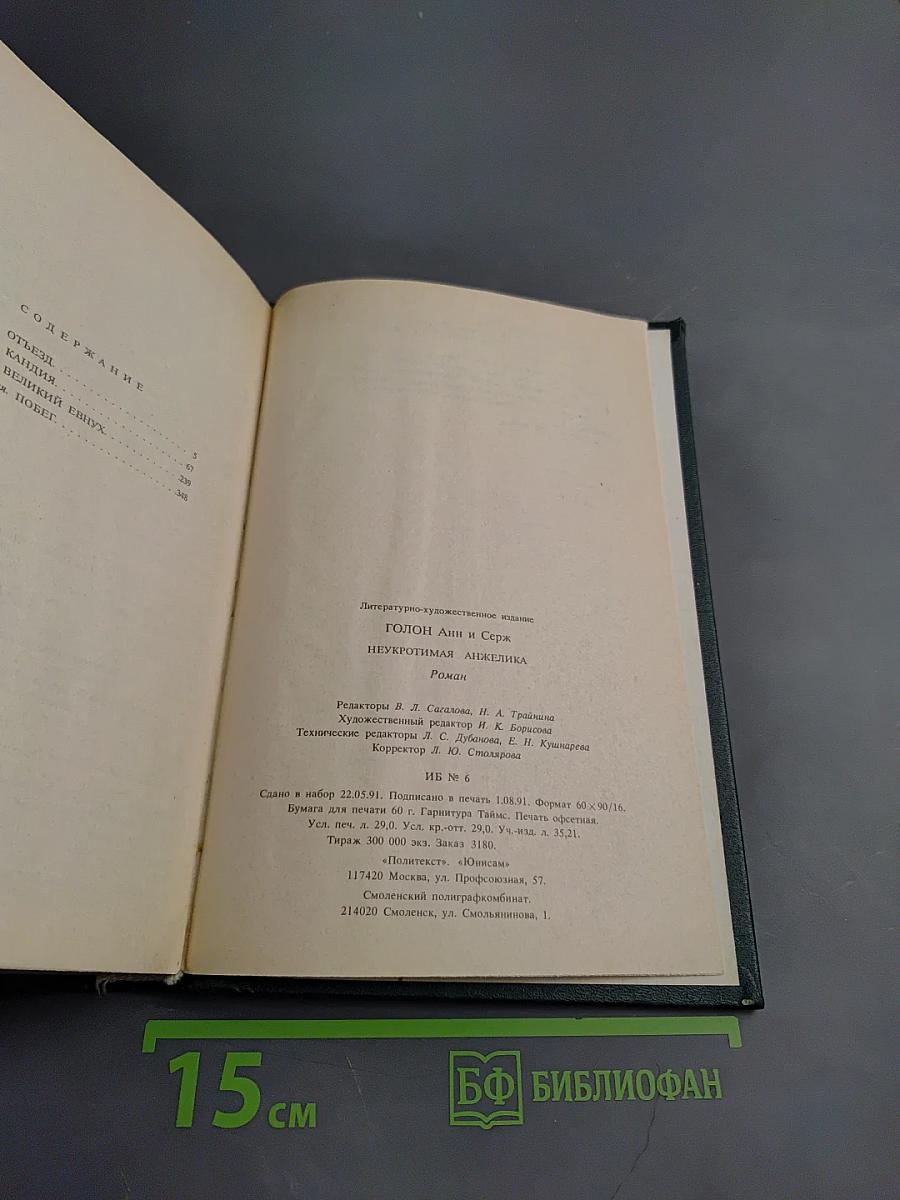 СОДЕРЖАНИЕ
ОТЪЕЗД. . . . . . . . . . . . . . 5
КАНДИЯ. . . . . . . . . . . . . . 67
ВЕЛИКИЙ ЕВНУХ. . . . . . . . . . 239
ПОБЕГ. . . . . . . . . . . . . . 348
Литературно-художественное издание
ГОЛОН Анн и Серж
НЕУКРОТИМАЯ АНЖЕЛИКА
Роман
Редакторы В. Л. Сагалова, Н. А. Трайнина
Художественный редактор И. К. Борисова
Технические редакторы Л. С. Дубанова, Е. Н. Кушнарева
Корректор Л. Ю. Столярова
ИБ № 6
Сдано в набор 22.05.91. Подписано в печать 1.08.91. Формат 60×90/16.
Бумага для печати 60 г. Гарнитура Таймс. Печать офсетная.
Усл. печ. л. 29,0. Усл. кр.-отт. 29,0. Уч.-изд. л. 35,21.
Тираж 300 000 экз. Заказ 3180.
«Политекст». «Юнисам»
117420 Москва, ул. Профсоюзная, 57.
Смоленский полиграфкомбинат.
214020 Смоленск, ул. Смольянинова, 1.
15 см
БФ БИБЛИОФАН